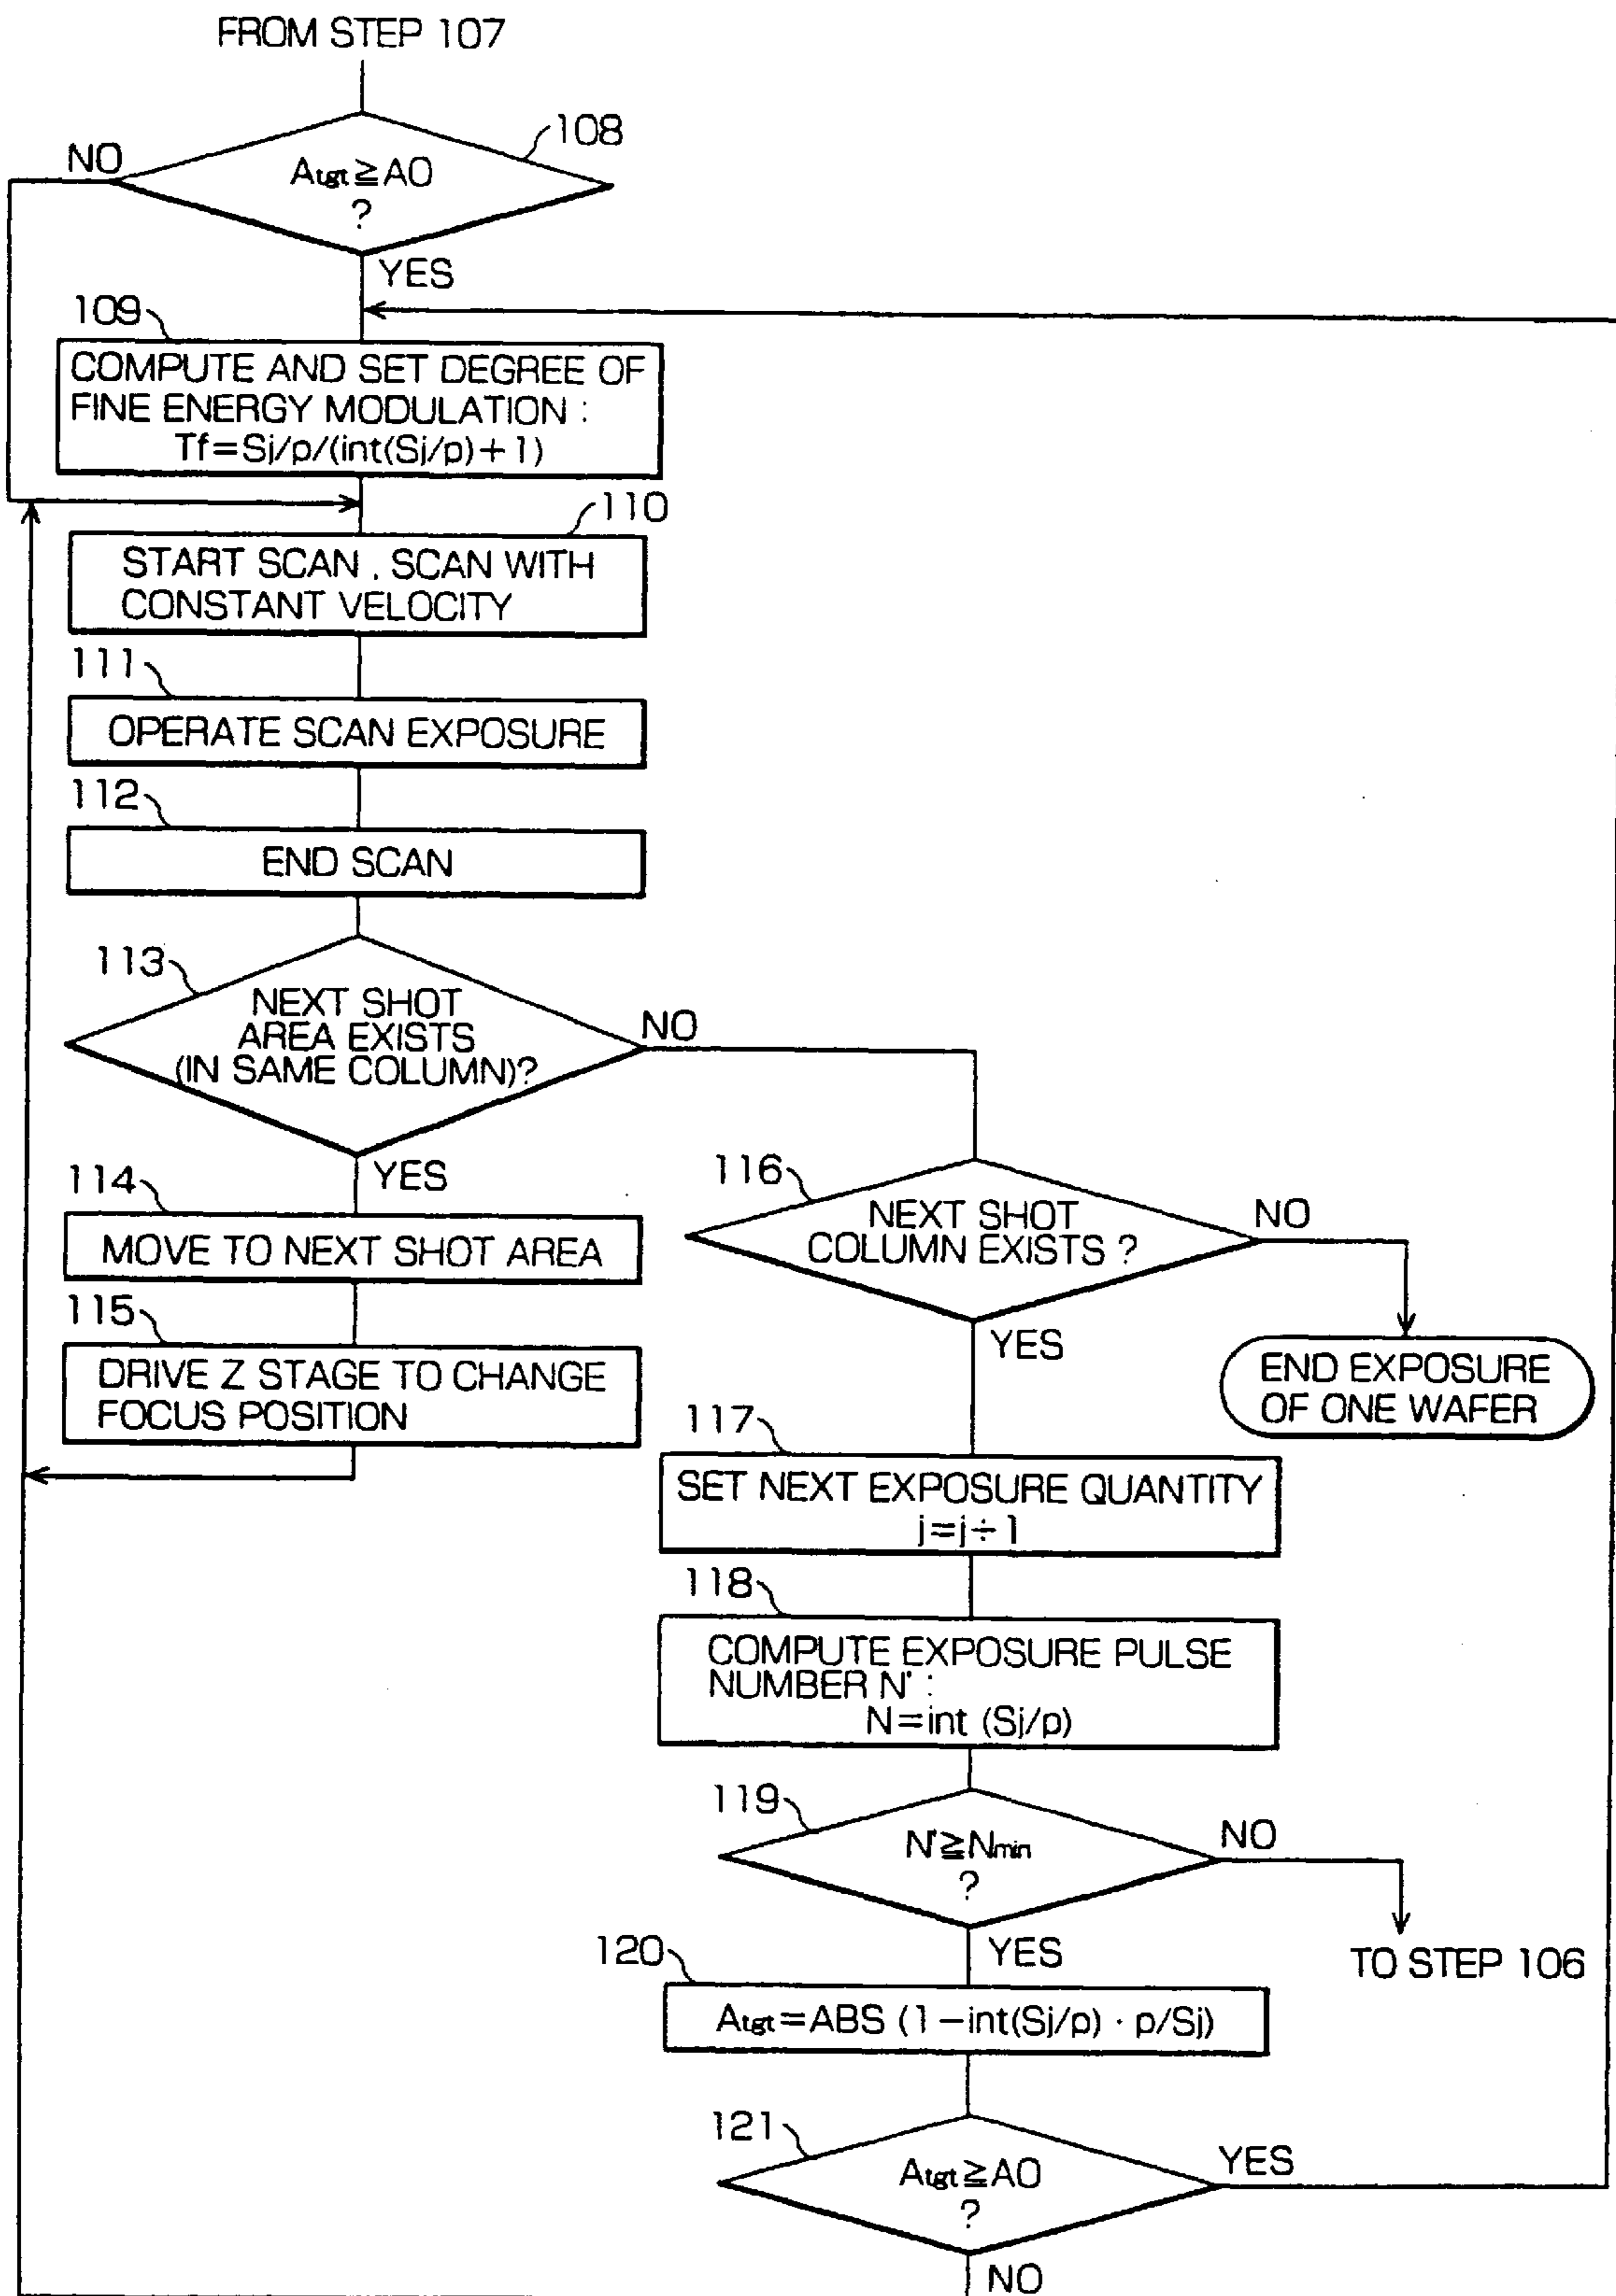 FROM STEP 107
108
NO
Atgt≧A0
?
YES
109
COMPUTE AND SET DEGREE OF
FINE ENERGY MODULATION :
Tf=Sj/p/(int(Sj/p)+1)
110
START SCAN . SCAN WITH
CONSTANT VELOCITY
111
OPERATE SCAN EXPOSURE
112
END SCAN
113
NEXT SHOT
AREA EXISTS
(IN SAME COLUMN)?
NO
YES
114
MOVE TO NEXT SHOT AREA
115
DRIVE Z STAGE TO CHANGE
FOCUS POSITION
116
NEXT SHOT
COLUMN EXISTS ?
NO
YES
END EXPOSURE
OF ONE WAFER
117
SET NEXT EXPOSURE QUANTITY
j=j÷1
118
COMPUTE EXPOSURE PULSE
NUMBER N' :
N=int (Sj/p)
119
N'≧Nmin
?
NO
YES
TO STEP 106
120
Atgt=ABS (1-int(Sj/p) · p/Sj)
121
Atgt≧A0
?
YES
NO